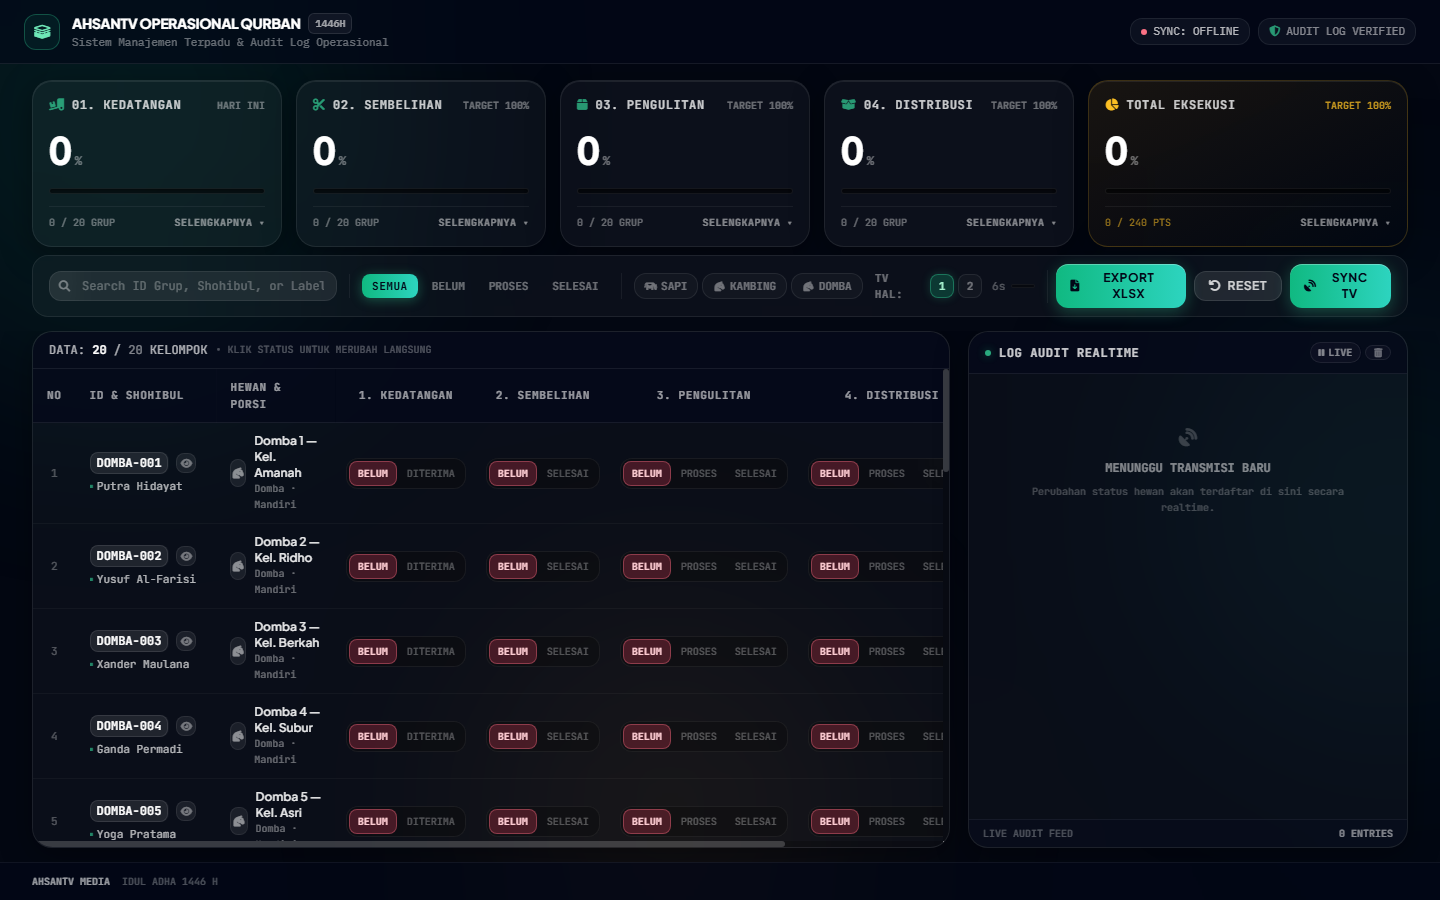 AHSANTV OPERASIONAL QURBAN 1446H
Sistem Manajemen Terpadu & Audit Log Operasional
SYNC: OFFLINE
AUDIT LOG VERIFIED
01. KEDATANGAN HARI INI
0%
0 / 20 GRUP SELENGKAPNYA
02. SEMBELIHAN TARGET 100%
0%
0 / 20 GRUP SELENGKAPNYA
03. PENGULITAN TARGET 100%
0%
0 / 20 GRUP SELENGKAPNYA
04. DISTRIBUSI TARGET 100%
0%
0 / 20 GRUP SELENGKAPNYA
TOTAL EKSEKUSI TARGET 100%
0%
0 / 240 PTS SELENGKAPNYA
Search ID Grup, Shohibul, or Label
SEMUA BELUM PROSES SELESAI
SAPI KAMBING DOMBA
TV HAL: 1 2 6s
EXPORT XLSX
RESET
SYNC TV
DATA: 20 / 20 KELOMPOK • KLIK STATUS UNTUK MERUBAH LANGSUNG
NO ID & SHOHIBUL HEWAN & PORSI 1. KEDATANGAN 2. SEMBELIHAN 3. PENGULITAN 4. DISTRIBUSI
1 DOMBA-001 Putra Hidayat
Domba 1 — Kel. Amanah
Domba · Mandiri
BELUM DITERIMA BELUM SELESAI BELUM PROSES SELESAI BELUM PROSES SEL
2 DOMBA-002 Yusuf Al-Farisi
Domba 2 — Kel. Ridho
Domba · Mandiri
BELUM DITERIMA BELUM SELESAI BELUM PROSES SELESAI BELUM PROSES SEL
3 DOMBA-003 Xander Maulana
Domba 3 — Kel. Berkah
Domba · Mandiri
BELUM DITERIMA BELUM SELESAI BELUM PROSES SELESAI BELUM PROSES SEL
4 DOMBA-004 Ganda Permadi
Domba 4 — Kel. Subur
Domba · Mandiri
BELUM DITERIMA BELUM SELESAI BELUM PROSES SELESAI BELUM PROSES SEL
5 DOMBA-005 Yoga Pratama
Domba 5 — Kel. Asri
Domba ·
BELUM DITERIMA BELUM SELESAI BELUM PROSES SELESAI BELUM PROSES SEL
LOG AUDIT REALTIME
LIVE
MENUNGGU TRANSMISI BARU
Perubahan status hewan akan terdaftar di sini secara
realtime.
LIVE AUDIT FEED 0 ENTRIES
AHSANTV MEDIA IDUL ADHA 1446 H